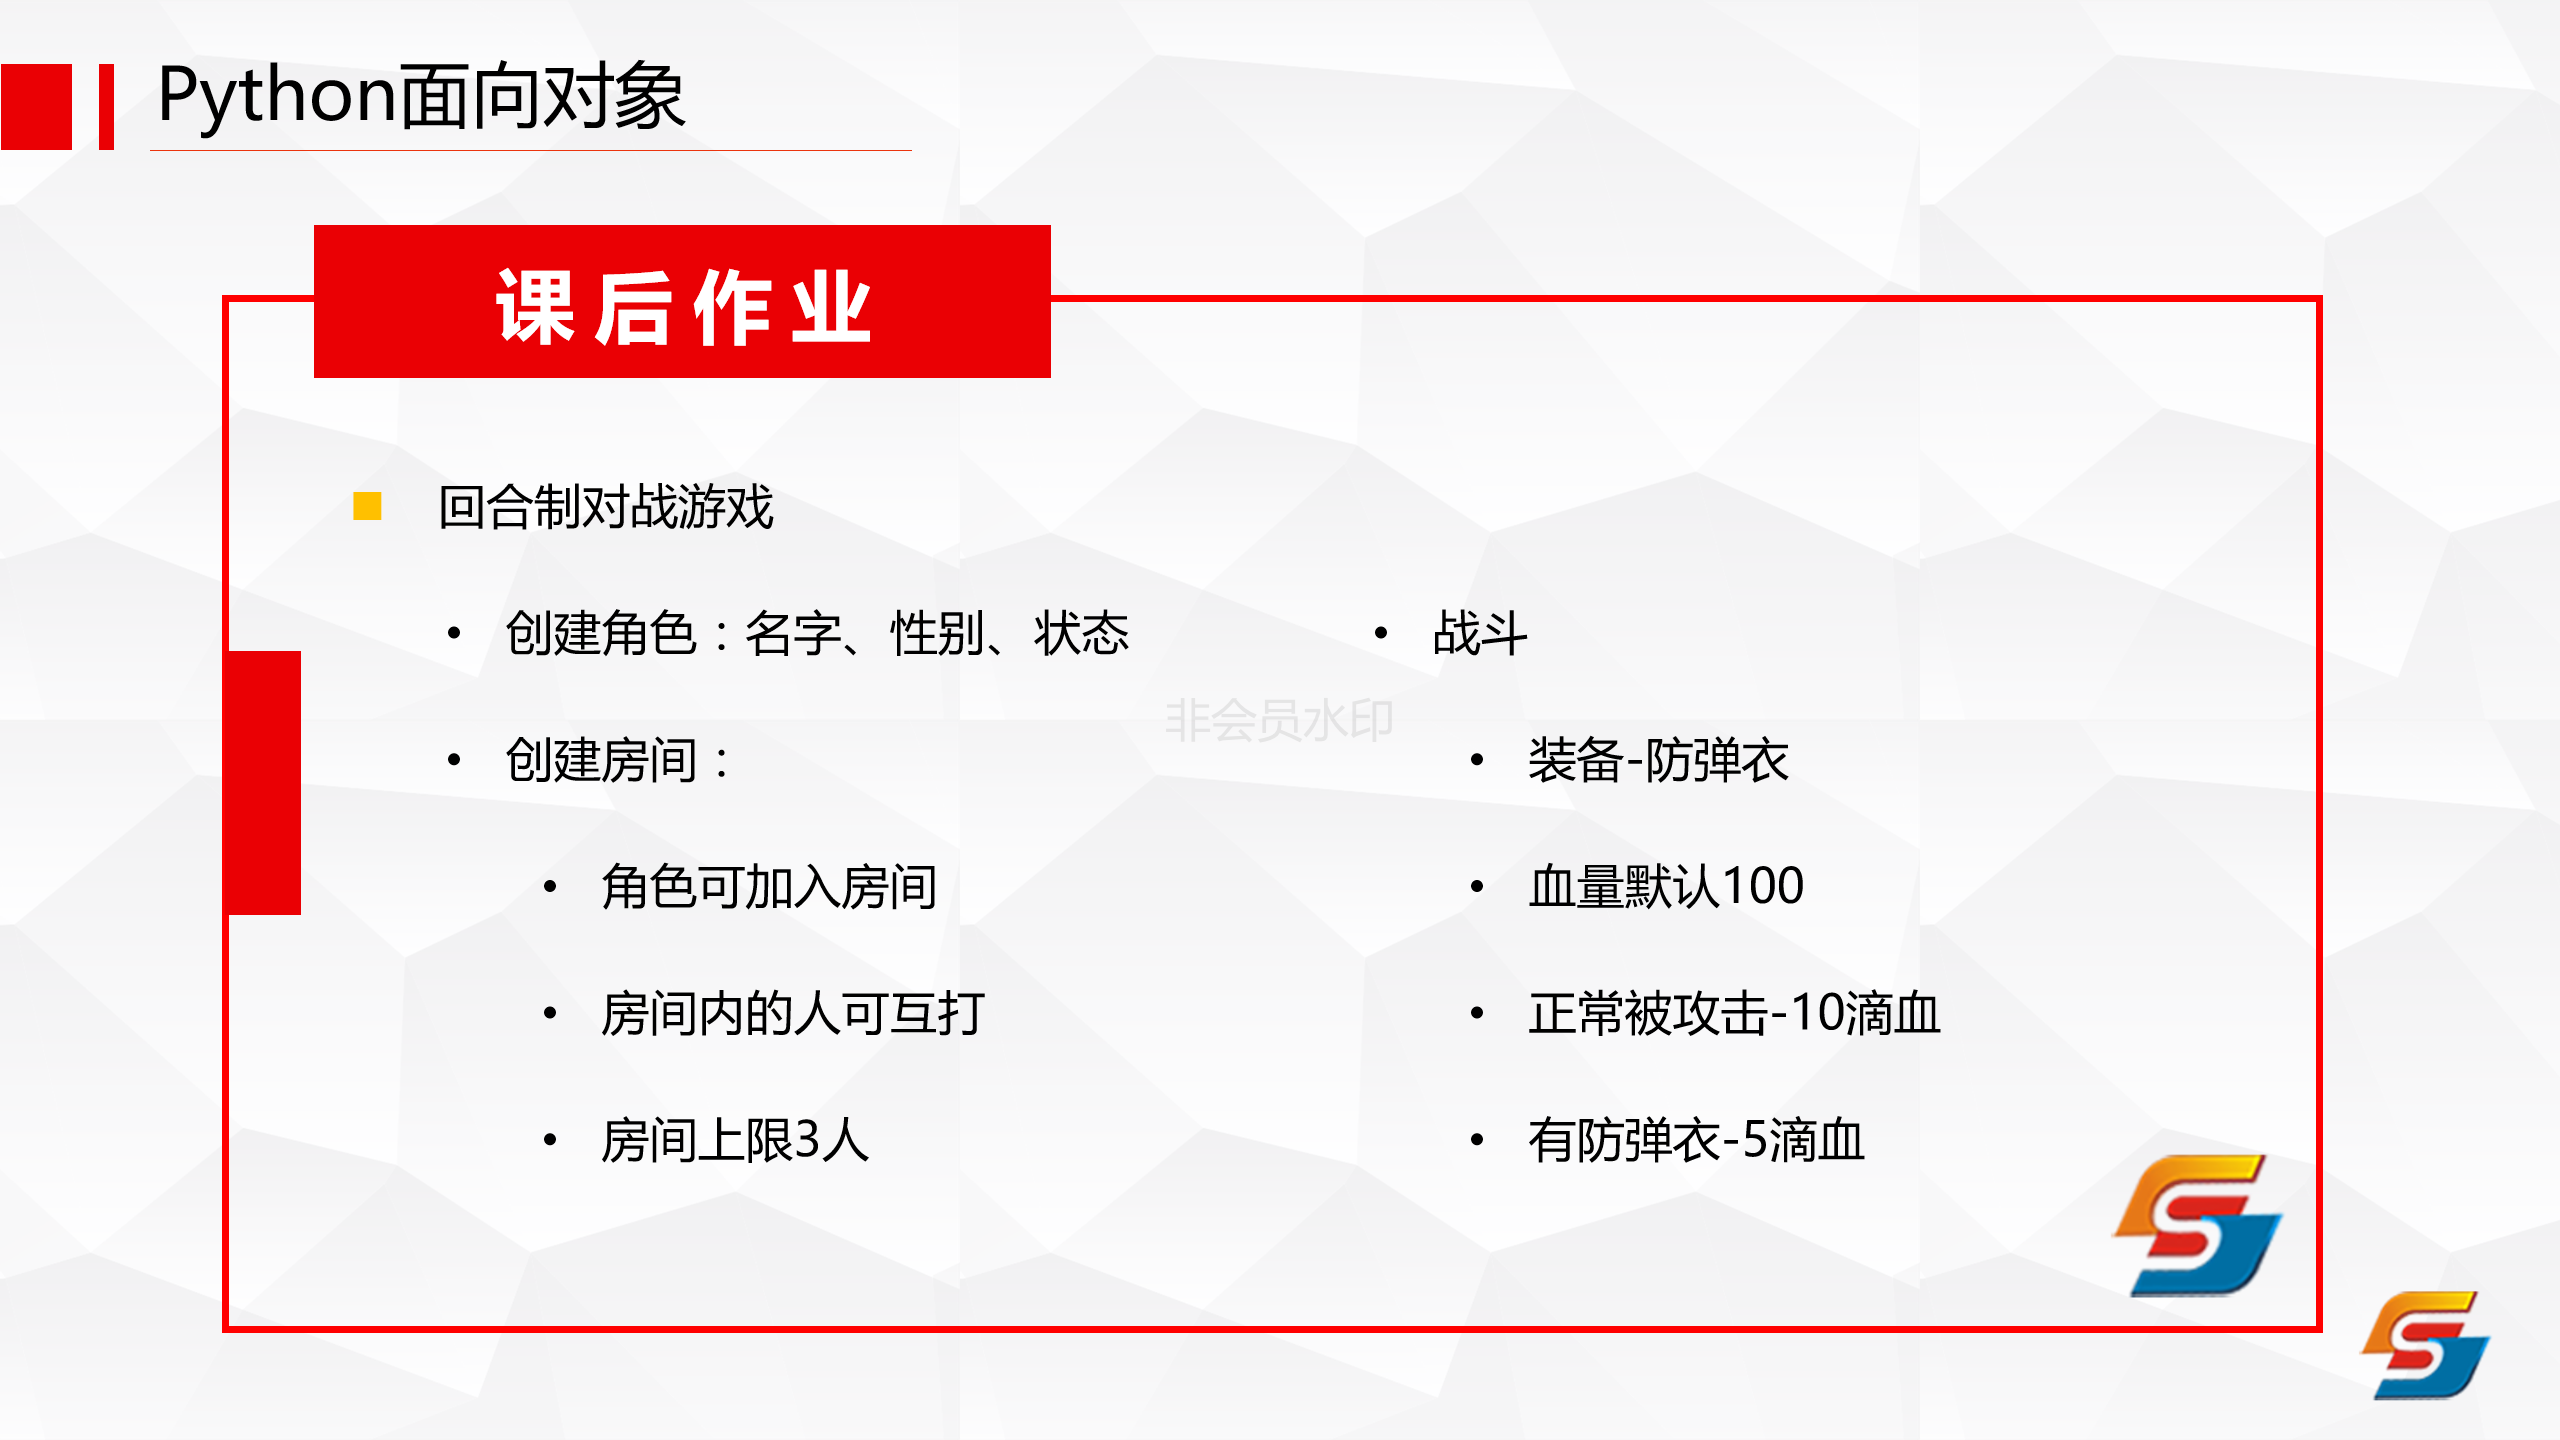 Python面向对象
课后作业
回合制对战游戏
创建角色：名字、性别、状态
创建房间：
角色可加入房间
房间内的人可互打
房间上限3人
战斗
装备-防弹衣
血量默认100
正常被攻击-10滴血
有防弹衣-5滴血
非会员水印